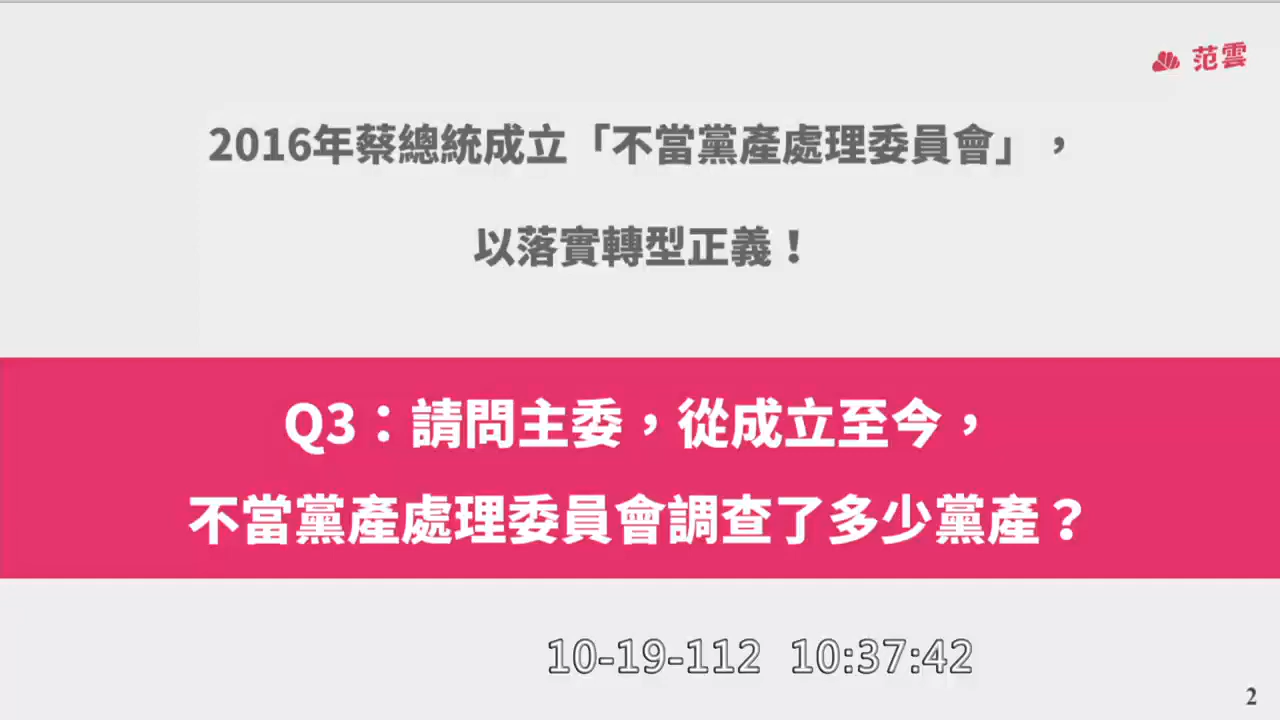 范雲
2016年蔡總統成立「不當黨產處理委員會」，
以落實轉型正義！
Q3：請問主委，從成立至今，
不當黨產處理委員會調查了多少黨產？
10-19-112 10:37:42
2